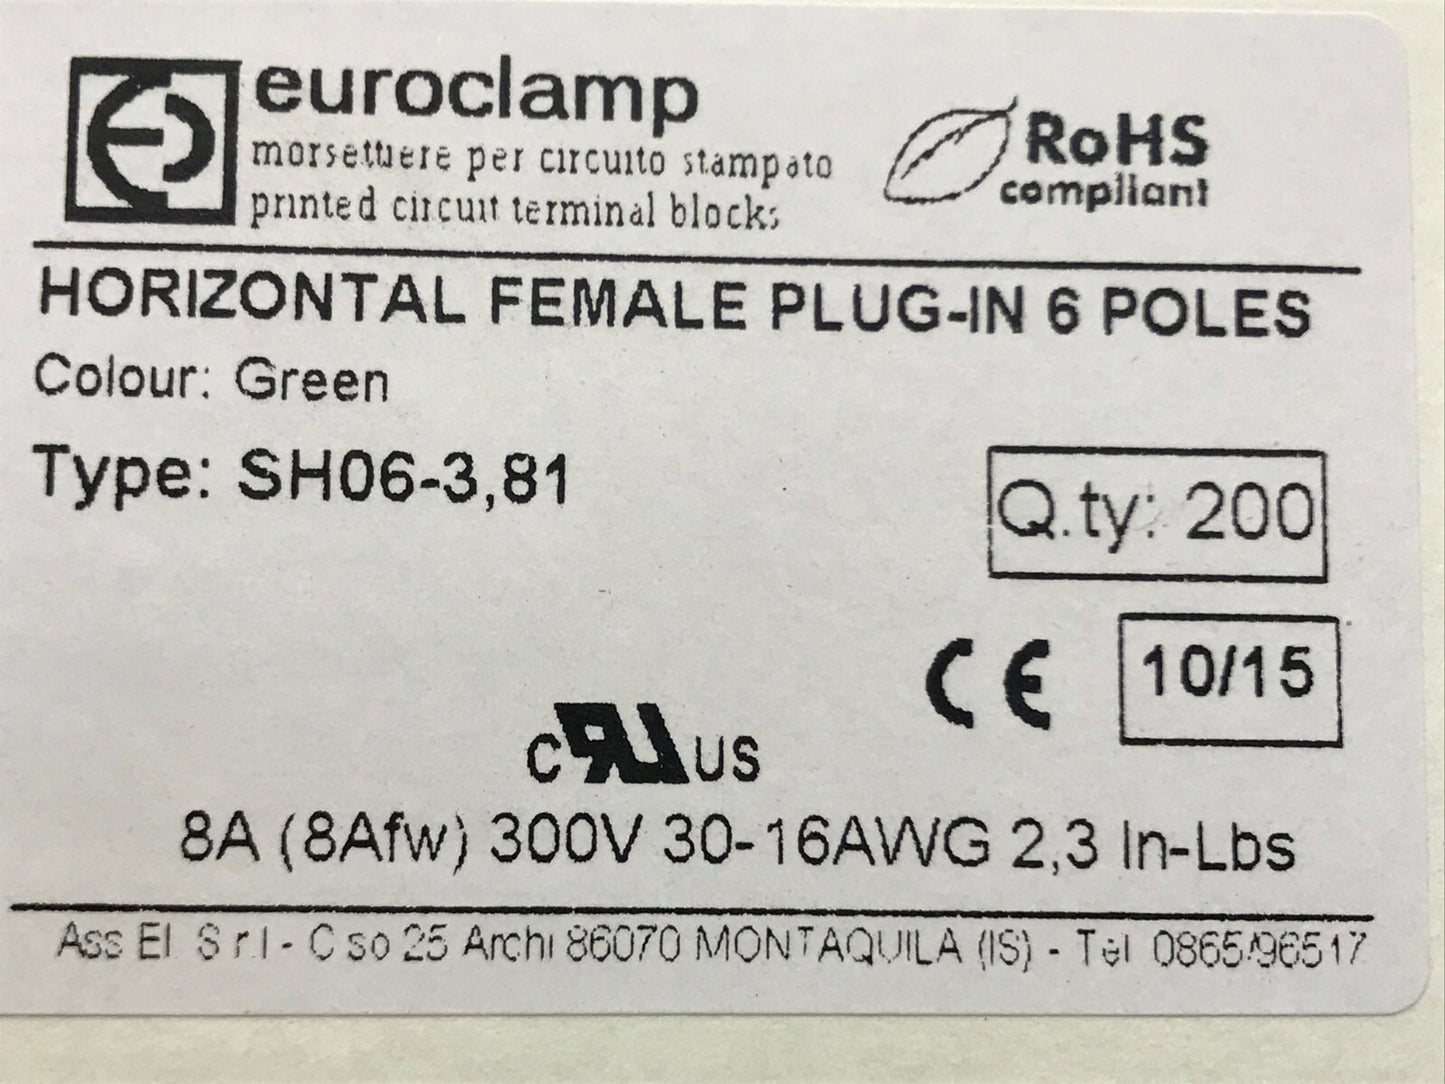 euroclamp
morsettiere per circuito stampato
printed circuit terminal blocks
RoHS
compliant
HORIZONTAL FEMALE PLUG-IN 6 POLES
Colour: Green
Type: SH06-3,81
Q.ty: 200
CE
10/15
c RU US
8A (8Afw) 300V 30-16AWG 2,3 In-Lbs
Ass El S r.l - C so 25 Archi 86070 MONTAQUILA (IS) - Tel 0865/96517